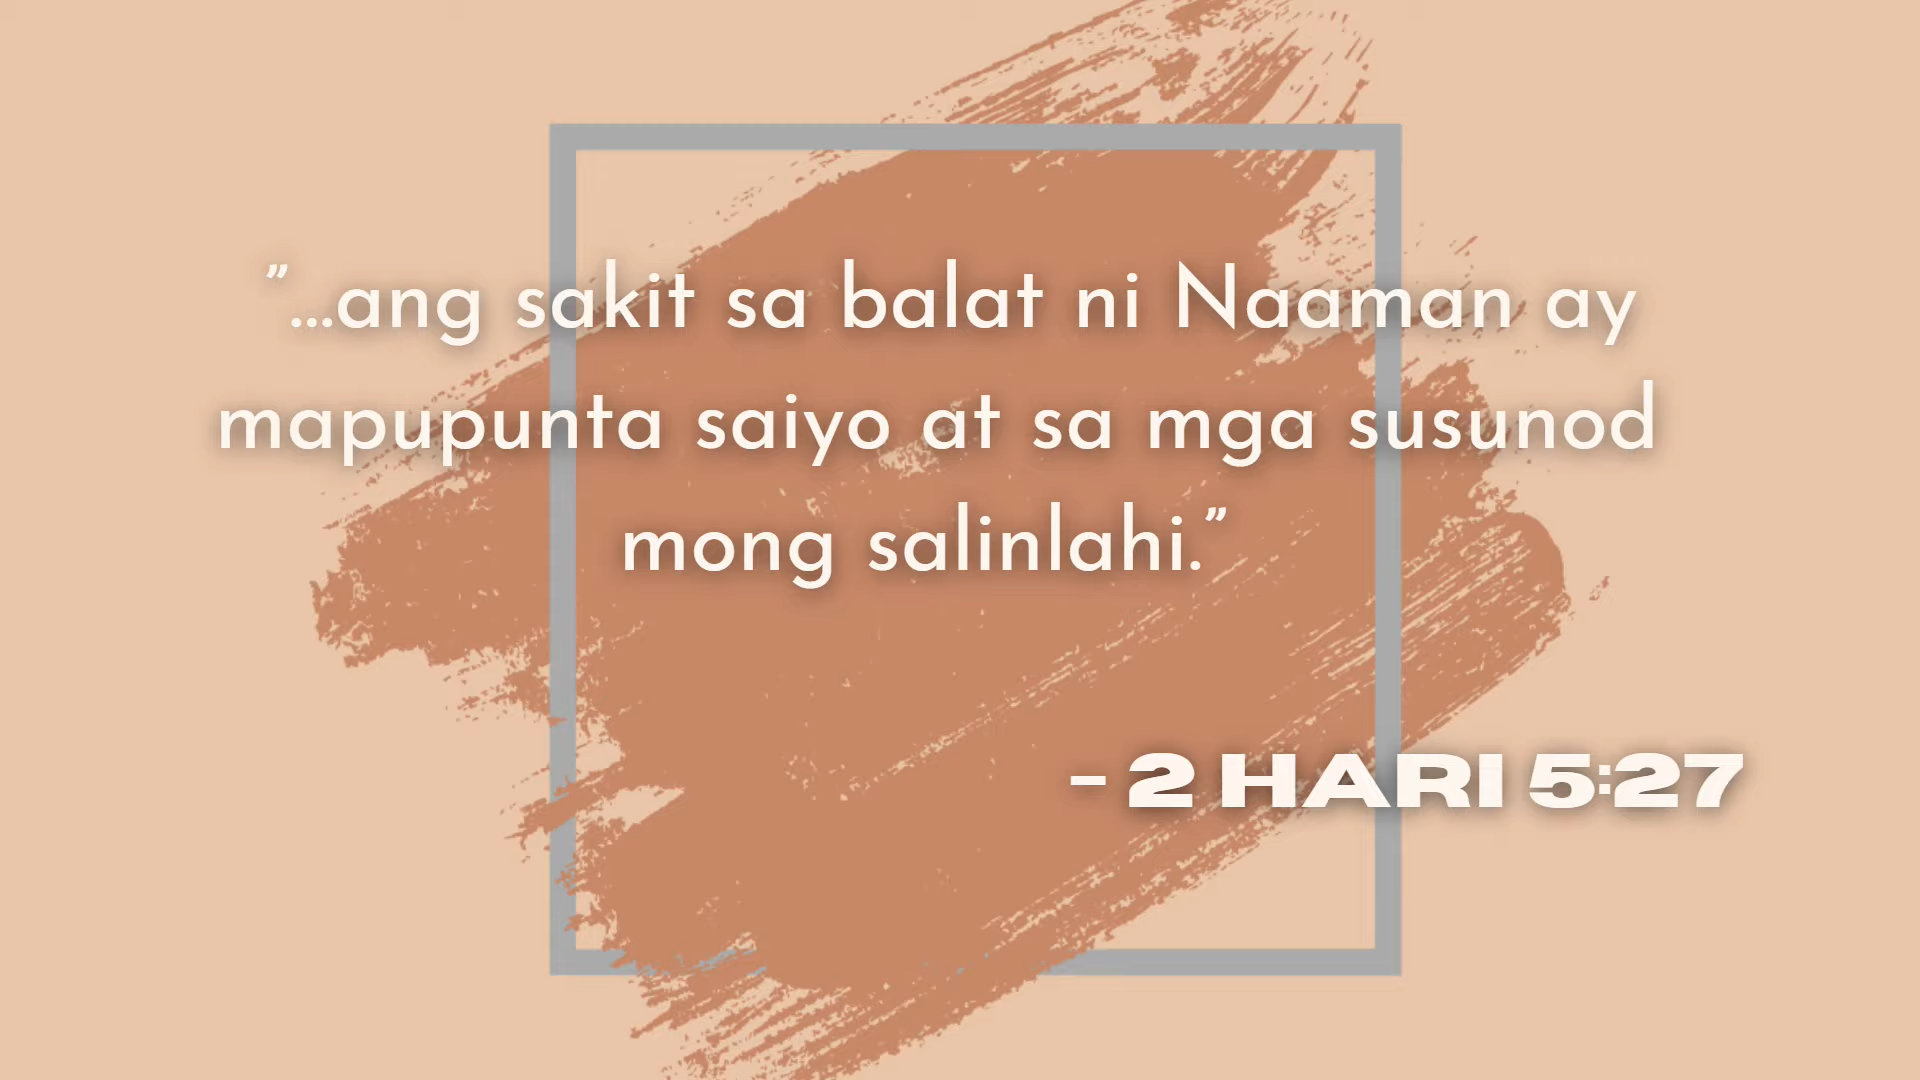 ”...ang sakit sa balat ni Naaman ay
mapupunta saiyo at sa mga susunod
mong salinlahi.”
- 2 HARI 5:27